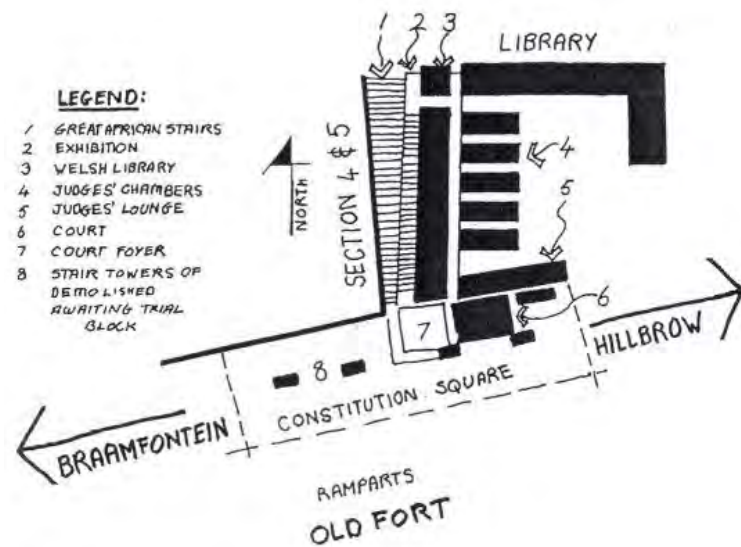 1 2 3
LIBRARY
LEGEND:
1 GREAT AFRICAN STAIRS
2 EXHIBITION
3 WELSH LIBRARY
4 JUDGES' CHAMBERS
5 JUDGES' LOUNGE
6 COURT
7 COURT FOYER
8 STAIR TOWERS OF
DEMOLISHED
AWAITING TRIAL
BLOCK
NORTH
SECTION 4 & 5
4
5
6
7
8
HILLBROW
CONSTITUTION SQUARE
BRAAMFONTEIN
RAMPARTS
OLD FORT